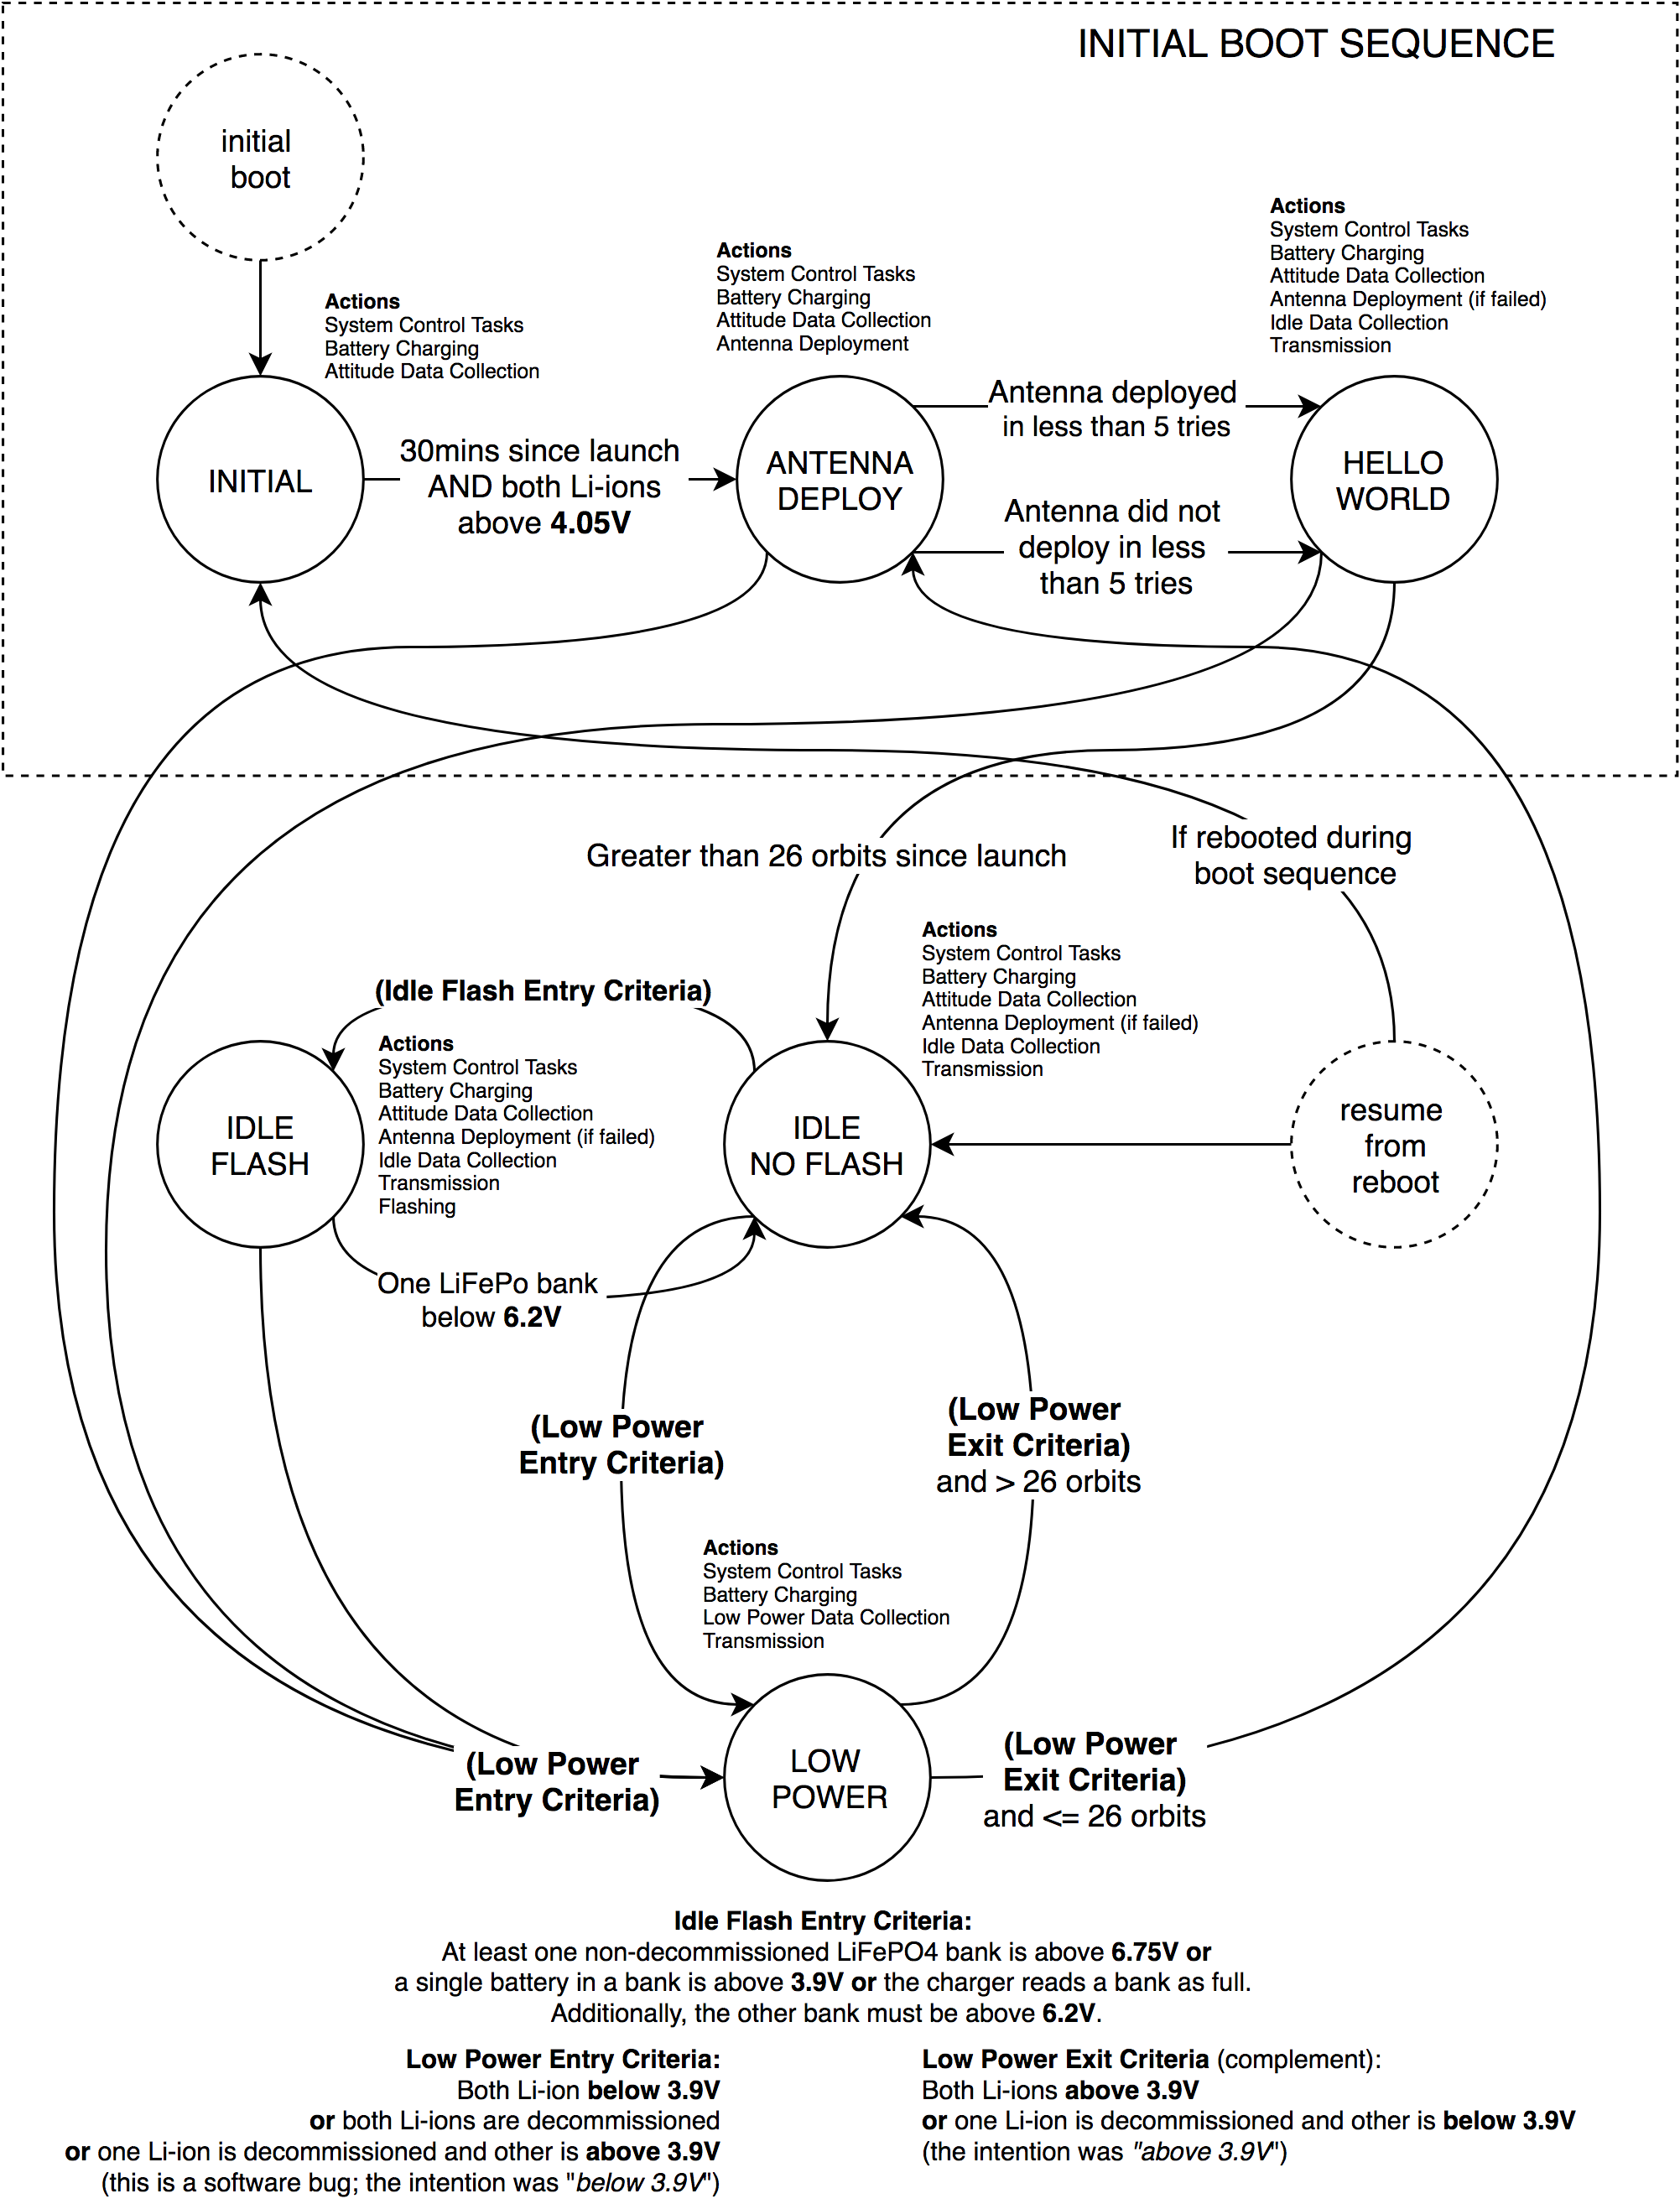 INITIAL BOOT SEQUENCE
initial
boot
Actions
System Control Tasks
Battery Charging
Attitude Data Collection
INITIAL
30mins since launch
AND both Li-ions
above 4.05V
Actions
System Control Tasks
Battery Charging
Attitude Data Collection
Antenna Deployment
ANTENNA
DEPLOY
Antenna deployed
in less than 5 tries
Antenna did not
deploy in less
than 5 tries
Actions
System Control Tasks
Battery Charging
Attitude Data Collection
Antenna Deployment (if failed)
Idle Data Collection
Transmission
HELLO
WORLD
Greater than 26 orbits since launch
If rebooted during
boot sequence
(Idle Flash Entry Criteria)
Actions
System Control Tasks
Battery Charging
Attitude Data Collection
Antenna Deployment (if failed)
Idle Data Collection
Transmission
IDLE
FLASH
Actions
System Control Tasks
Battery Charging
Attitude Data Collection
Antenna Deployment (if failed)
Idle Data Collection
Transmission
Flashing
IDLE
NO FLASH
resume
from
reboot
One LiFePo bank
below 6.2V
(Low Power
Entry Criteria)
(Low Power
Exit Criteria)
and > 26 orbits
Actions
System Control Tasks
Battery Charging
Low Power Data Collection
Transmission
(Low Power
Entry Criteria)
LOW
POWER
(Low Power
Exit Criteria)
and <= 26 orbits
Idle Flash Entry Criteria:
At least one non-decommissioned LiFePO4 bank is above 6.75V or
a single battery in a bank is above 3.9V or the charger reads a bank as full.
Additionally, the other bank must be above 6.2V.
Low Power Entry Criteria:
Both Li-ion below 3.9V
or both Li-ions are decommissioned
or one Li-ion is decommissioned and other is above 3.9V
(this is a software bug; the intention was "below 3.9V")
Low Power Exit Criteria (complement):
Both Li-ions above 3.9V
or one Li-ion is decommissioned and other is below 3.9V
(the intention was "above 3.9V")